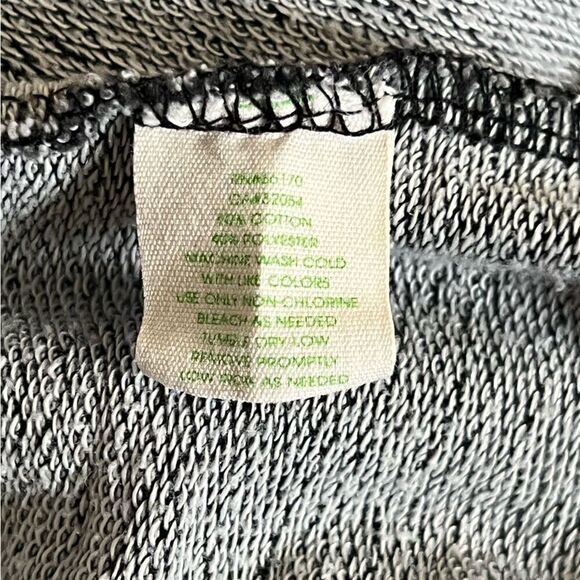 CA#52054
60% COTTON
40% POLYESTER
MACHINE WASH COLD
WITH LIKE COLORS
USE ONLY NON-CHLORINE
BLEACH AS NEEDED
TUMBLE DRY LOW
REMOVE PROMPTLY
LOW IRON AS NEEDED